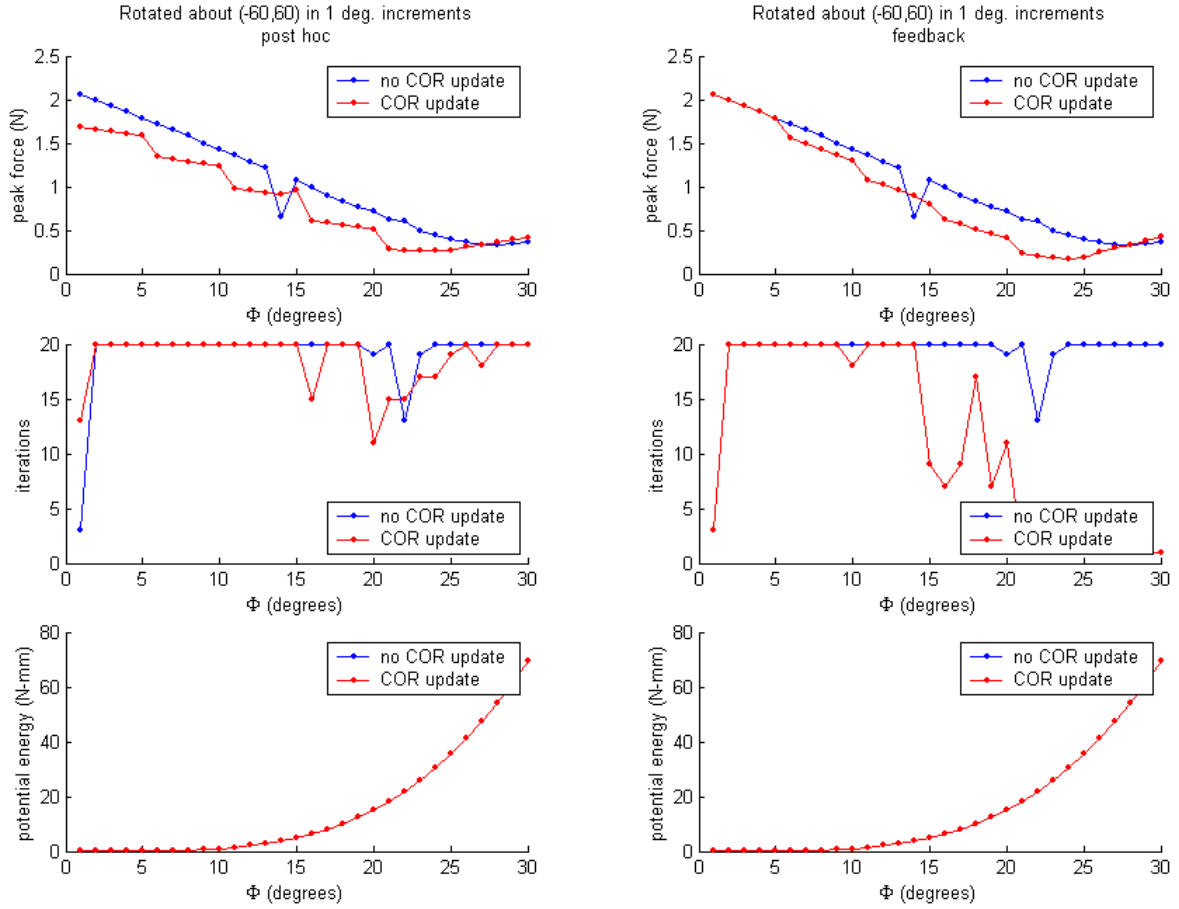 Rotated about (-60,60) in 1 deg. increments
post hoc
2.5
2
1.5
1
0.5
0
peak force (N)
no COR update
COR update
0 5 10 15 20 25 30
Φ (degrees)
20
15
10
5
0
iterations
no COR update
COR update
0 5 10 15 20 25 30
Φ (degrees)
80
60
40
20
0
potential energy (N-mm)
no COR update
COR update
0 5 10 15 20 25 30
Φ (degrees)
Rotated about (-60,60) in 1 deg. increments
feedback
2.5
2
1.5
1
0.5
0
peak force (N)
no COR update
COR update
0 5 10 15 20 25 30
Φ (degrees)
20
15
10
5
0
iterations
no COR update
COR update
0 5 10 15 20 25 30
Φ (degrees)
80
60
40
20
0
potential energy (N-mm)
no COR update
COR update
0 5 10 15 20 25 30
Φ (degrees)